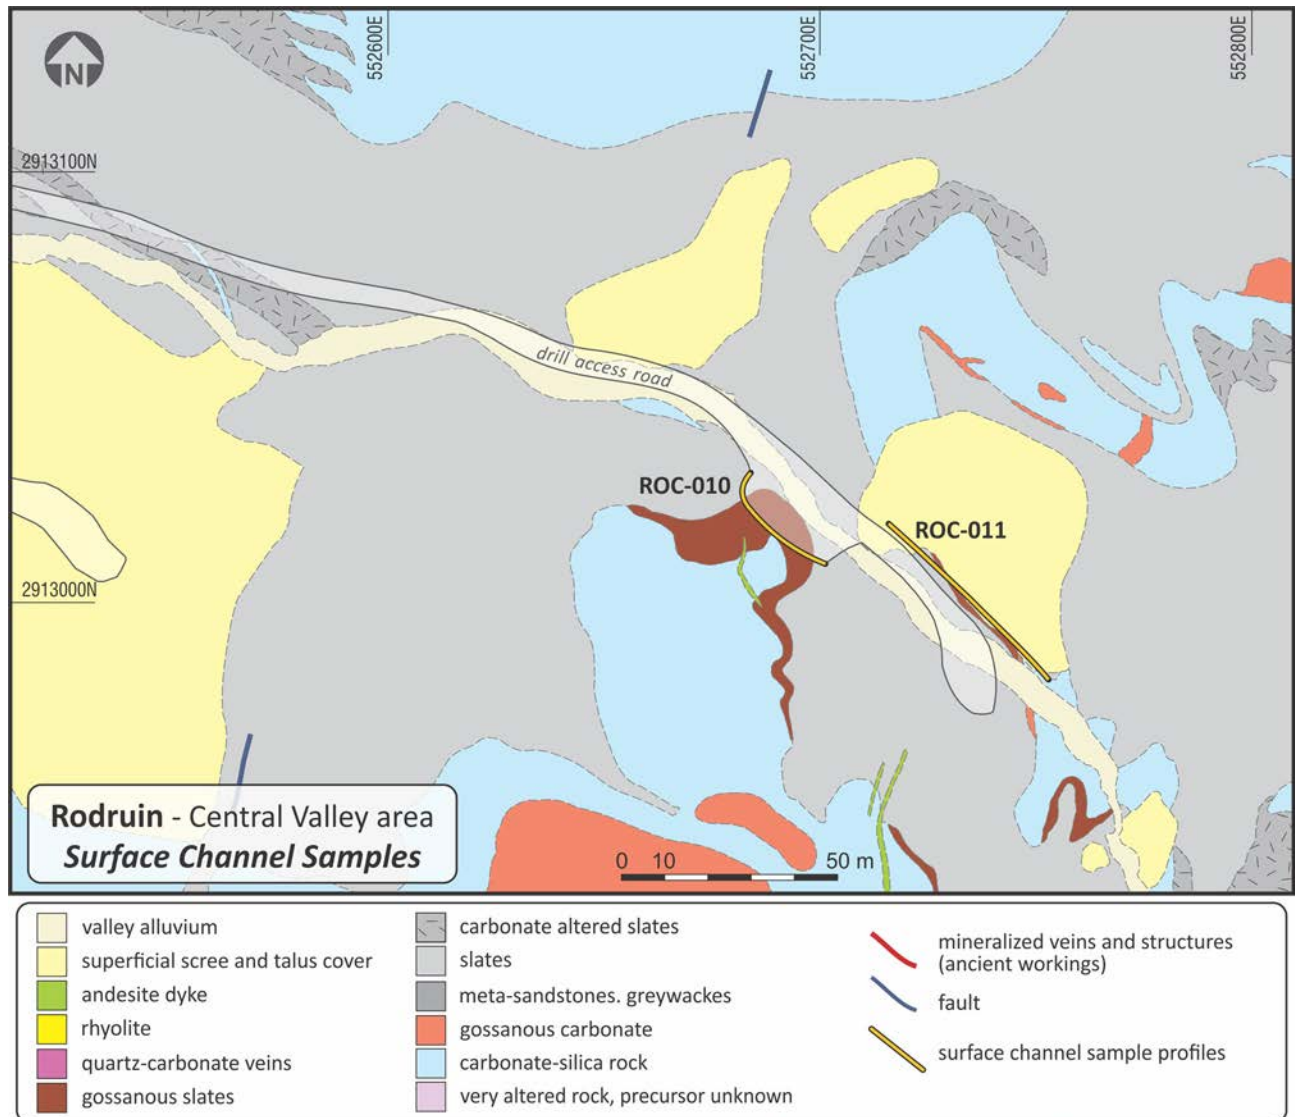 552600E
552700E
552800E
N
2913100N
drill access road
ROC-010
ROC-011
2913000N
Rodruin - Central Valley area
Surface Channel Samples
0 10 50 m
valley alluvium
superficial scree and talus cover
andesite dyke
rhyolite
quartz-carbonate veins
gossanous slates
carbonate altered slates
slates
meta-sandstones. greywackes
gossanous carbonate
carbonate-silica rock
very altered rock, precursor unknown
mineralized veins and structures
(ancient workings)
fault
surface channel sample profiles